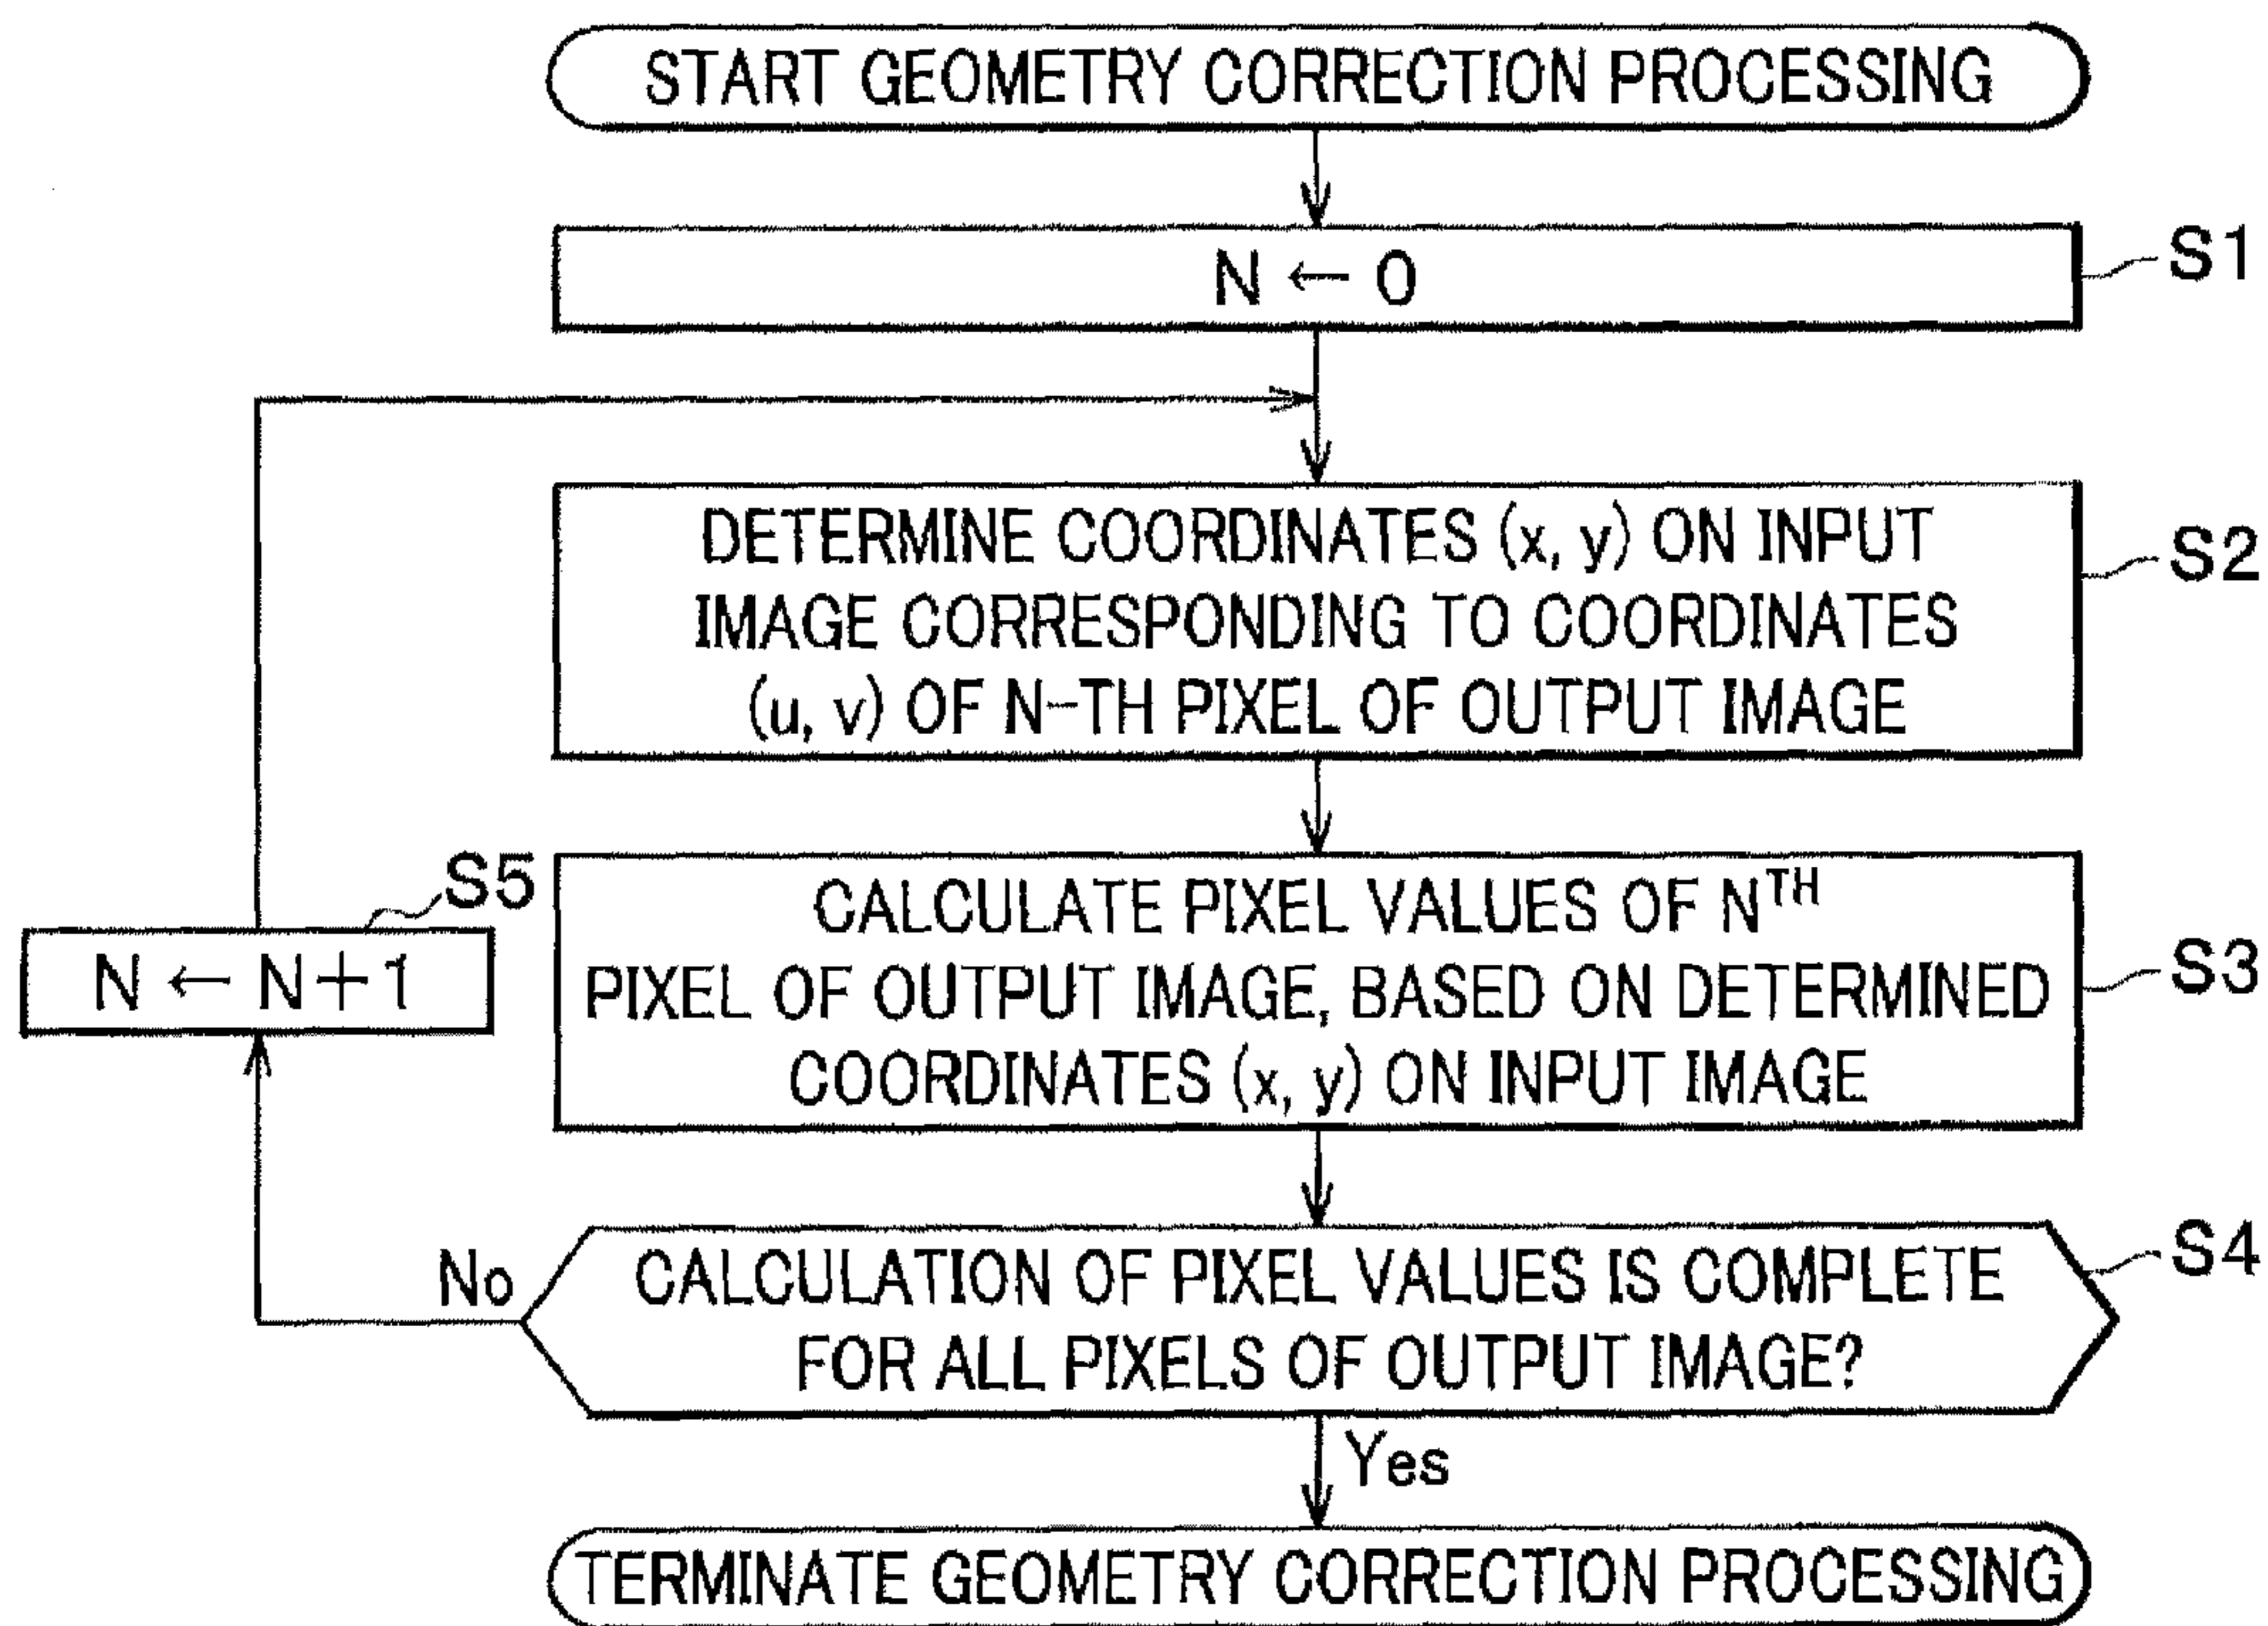 START GEOMETRY CORRECTION PROCESSING
N ← 0
S1
DETERMINE COORDINATES (x, y) ON INPUT
IMAGE CORRESPONDING TO COORDINATES
(u, v) OF N-TH PIXEL OF OUTPUT IMAGE
S2
CALCULATE PIXEL VALUES OF Nᵀᴴ
PIXEL OF OUTPUT IMAGE, BASED ON DETERMINED
COORDINATES (x, y) ON INPUT IMAGE
S3
S5
N ← N+1
CALCULATION OF PIXEL VALUES IS COMPLETE
FOR ALL PIXELS OF OUTPUT IMAGE?
S4
No
Yes
TERMINATE GEOMETRY CORRECTION PROCESSING